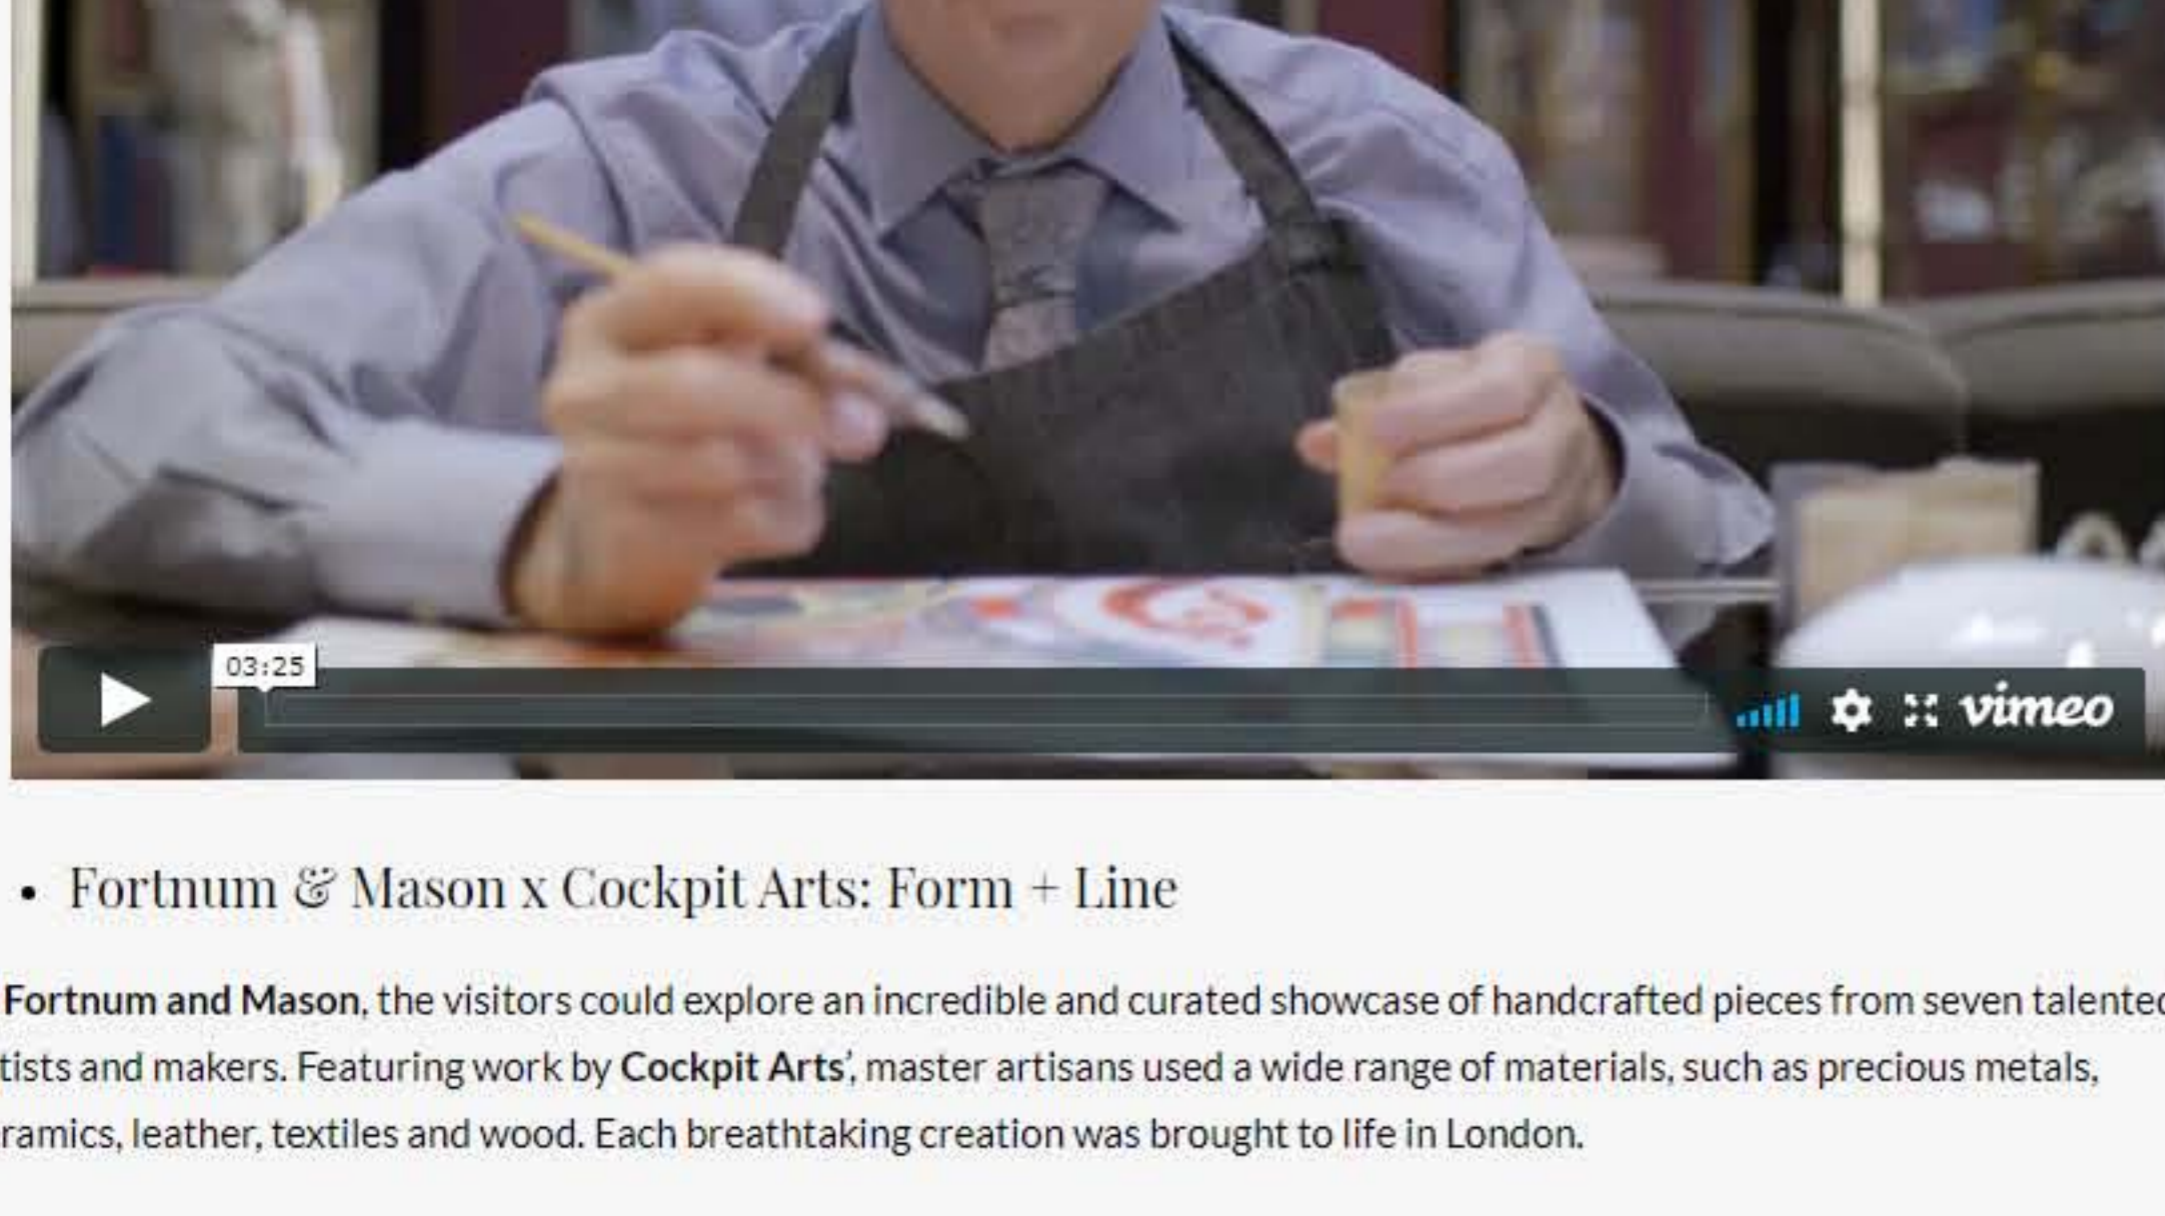 03:25
vimeo
• Fortnum & Mason x Cockpit Arts: Form + Line
Fortnum and Mason, the visitors could explore an incredible and curated showcase of handcrafted pieces from seven talented
tists and makers. Featuring work by Cockpit Arts’, master artisans used a wide range of materials, such as precious metals,
ramics, leather, textiles and wood. Each breathtaking creation was brought to life in London.